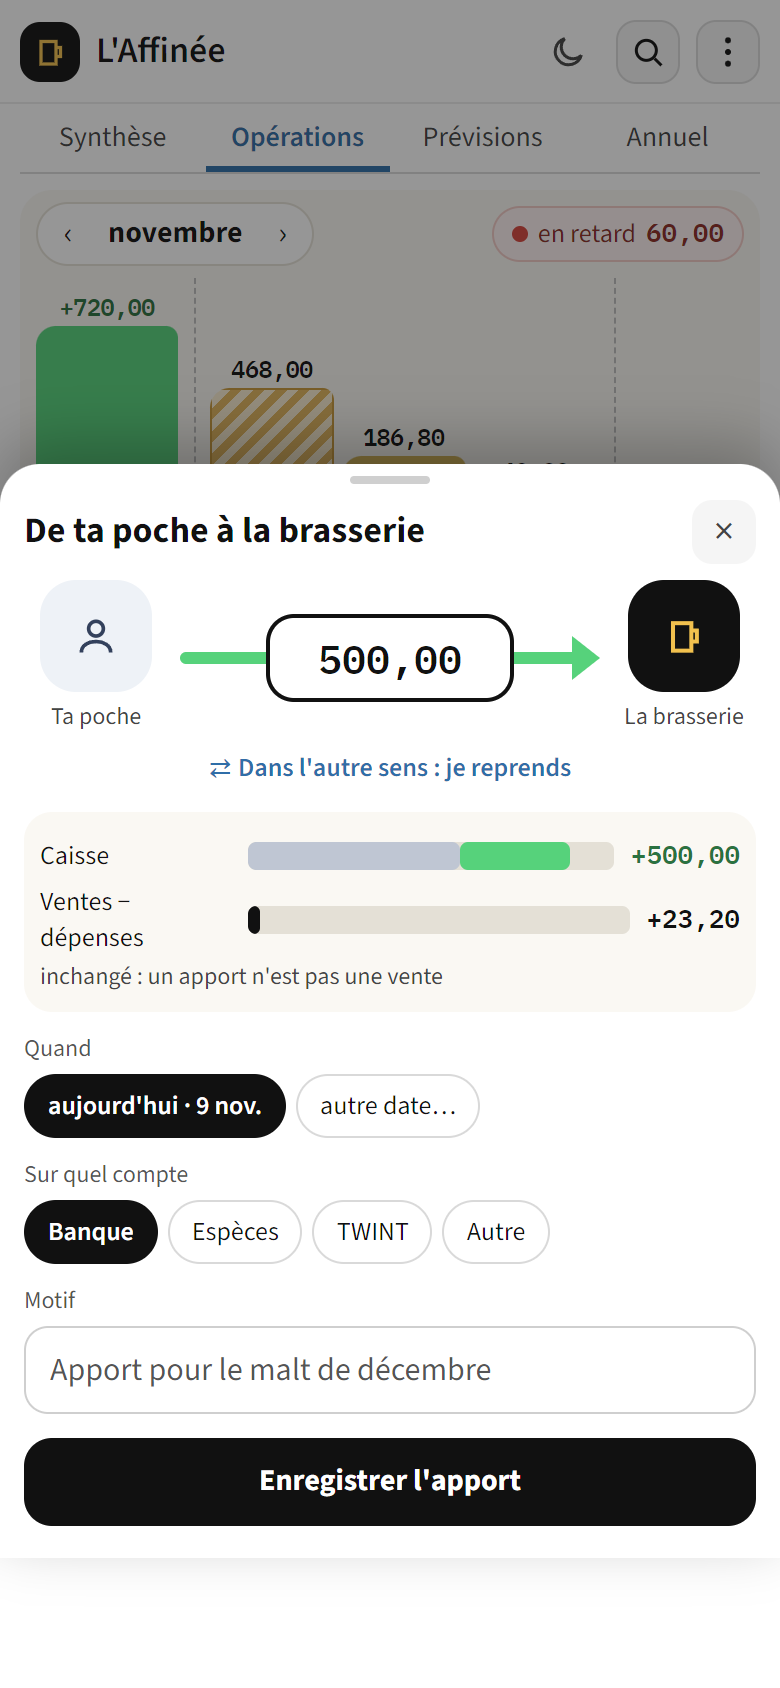 L'Affinée
Synthèse Opérations Prévisions Annuel
‹ novembre › en retard 60,00
+720,00
468,00
186,80
De ta poche à la brasserie ×
500,00
Ta poche La brasserie
⇄ Dans l'autre sens : je reprends
Caisse +500,00
Ventes −
dépenses +23,20
inchangé : un apport n'est pas une vente
Quand
aujourd'hui · 9 nov. autre date…
Sur quel compte
Banque Espèces TWINT Autre
Motif
Apport pour le malt de décembre
Enregistrer l'apport